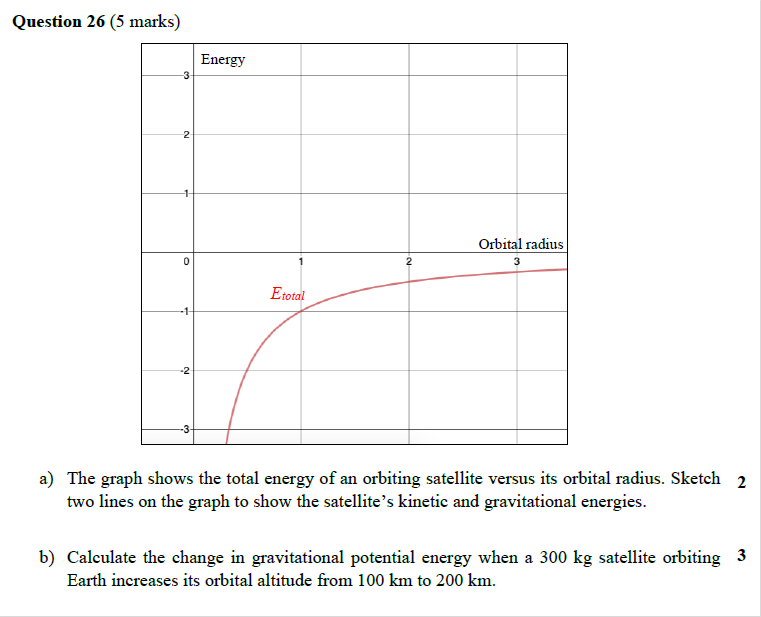 Question 26 (5 marks)
Energy
3
2
1
Orbital radius
0 1 2 3
Etotal
-1
-2
-3
a) The graph shows the total energy of an orbiting satellite versus its orbital radius. Sketch 2
two lines on the graph to show the satellite’s kinetic and gravitational energies.
b) Calculate the change in gravitational potential energy when a 300 kg satellite orbiting 3
Earth increases its orbital altitude from 100 km to 200 km.